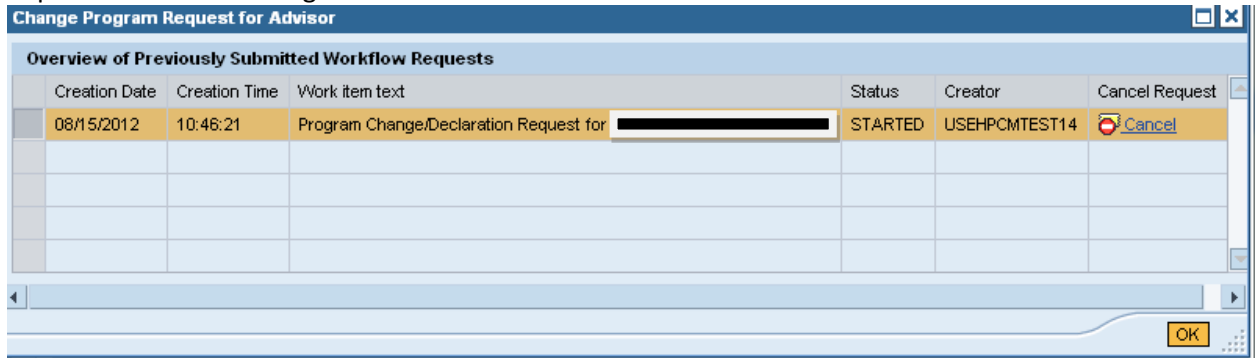 Change Program Request for Advisor
Overview of Previously Submitted Workflow Requests
Creation Date Creation Time Work item text Status Creator Cancel Request
08/15/2012 10:46:21 Program Change/Declaration Request for STARTED USEHPCMTEST14 Cancel
OK